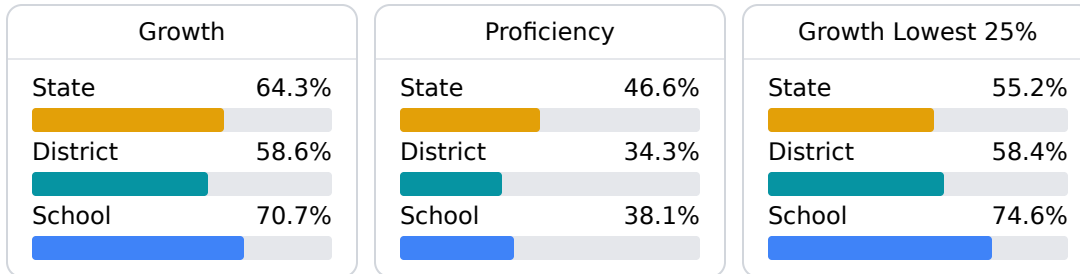 Growth
State 64.3%
District 58.6%
School 70.7%
Proficiency
State 46.6%
District 34.3%
School 38.1%
Growth Lowest 25%
State 55.2%
District 58.4%
School 74.6%